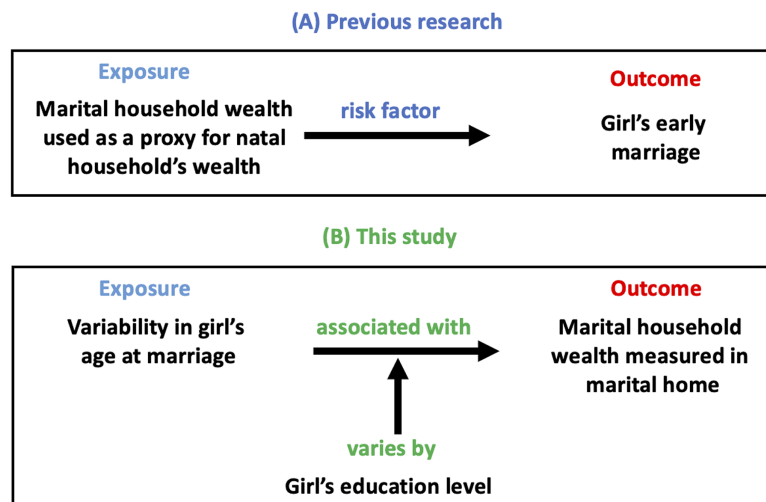 (A) Previous research
Exposure
Outcome
Marital household wealth
used as a proxy for natal
household's wealth
risk factor
Girl's early
marriage
(B) This study
Exposure
Outcome
Variability in girl's
age at marriage
associated with
Marital household
wealth measured in
marital home
varies by
Girl's education level